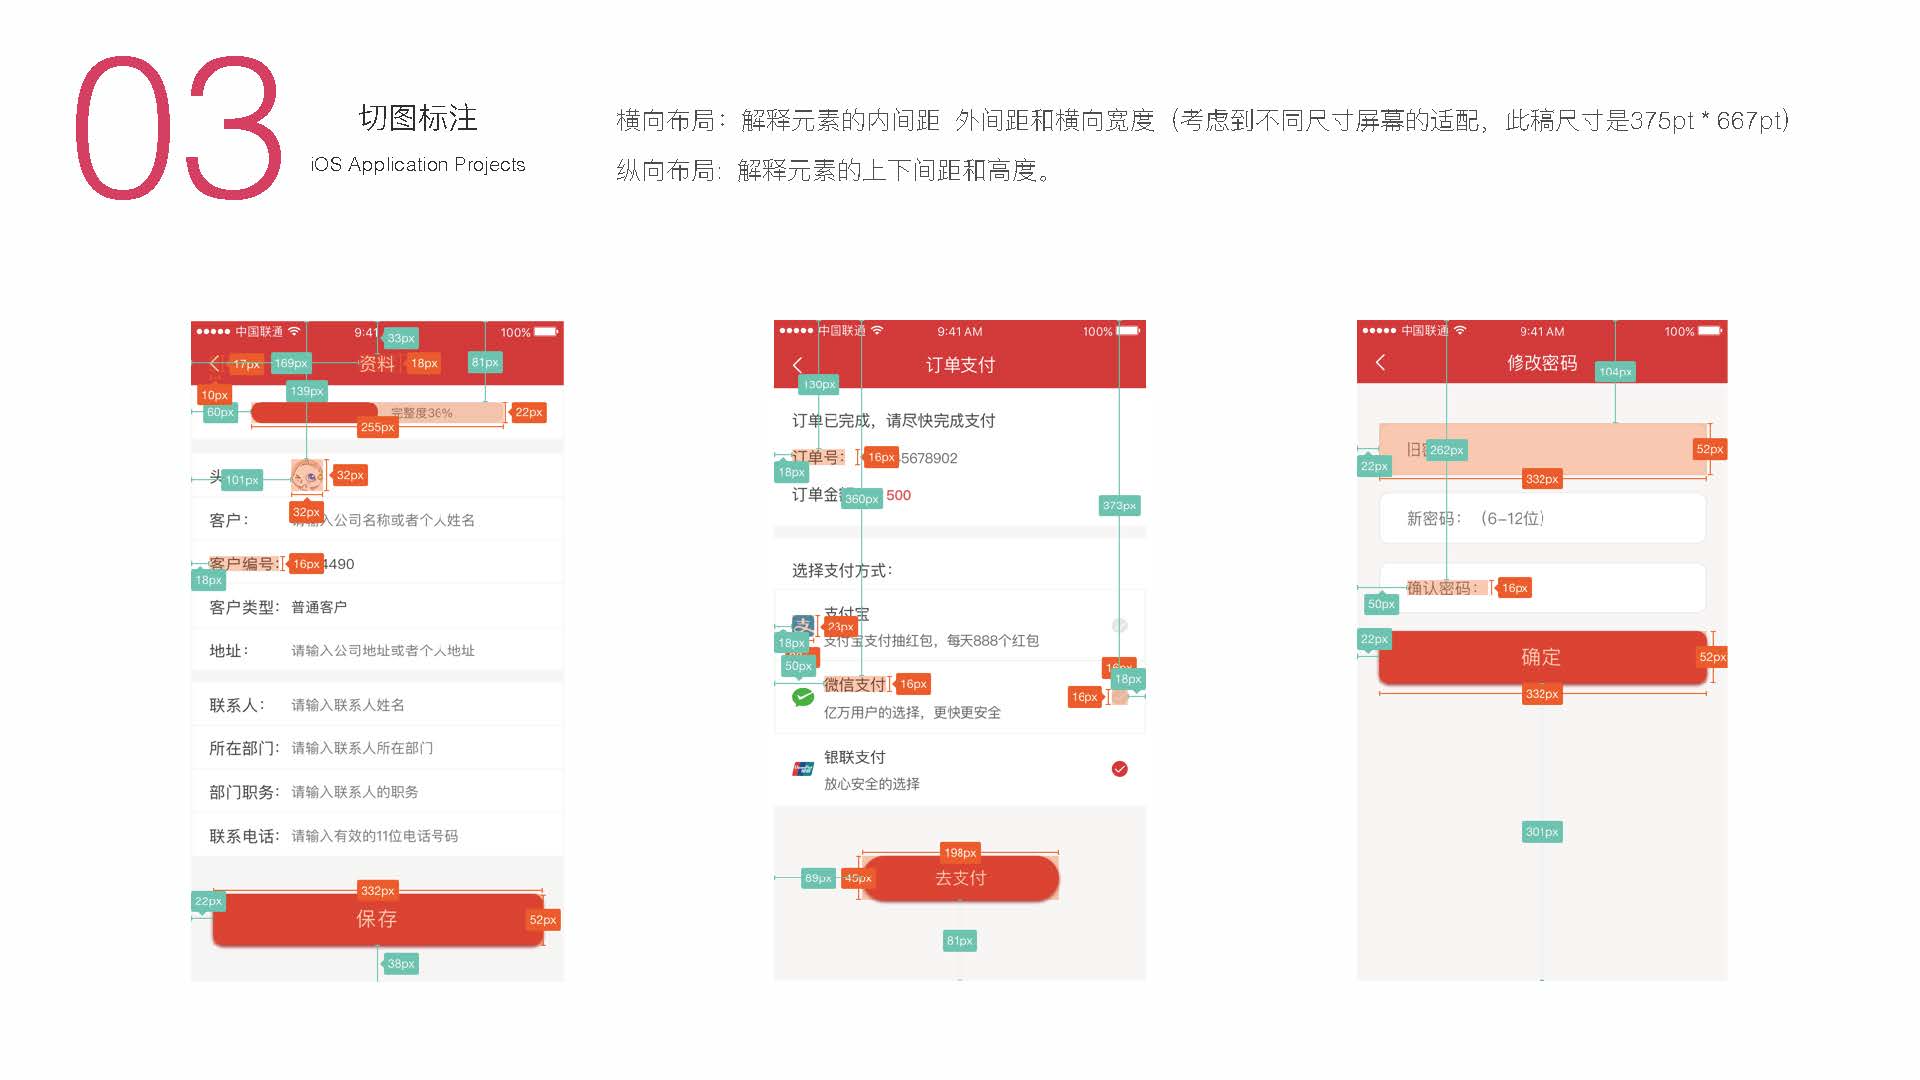 03
切图标注
iOS Application Projects
横向布局：解释元素的内间距 外间距和横向宽度（考虑到不同尺寸屏幕的适配，此稿尺寸是375pt * 667pt）
纵向布局：解释元素的上下间距和高度。
中国联通
9:41
100%
33px
17px
169px
资料
18px
81px
10px
139px
60px
完整度36%
22px
255px
头
101px
32px
32px
客户：
入公司名称或者个人姓名
客户编号：
16px
4490
18px
客户类型：
普通客户
地址：
请输入公司地址或者个人地址
联系人：
请输入联系人姓名
所在部门：
请输入联系人所在部门
部门职务：
请输入联系人的职务
联系电话：
请输入有效的11位电话号码
332px
22px
保存
52px
38px
中国联通
9:41 AM
100%
订单支付
130px
订单已完成，请尽快完成支付
订单号：
16px
5678902
18px
订单金
360px
500
373px
选择支付方式：
支付宝
23px
18px
支付宝支付抽红包，每天888个红包
50px
微信支付
16px
16px
18px
16px
亿万用户的选择，更快更安全
银联支付
放心安全的选择
198px
89px
45px
去支付
81px
中国联通
9:41 AM
100%
修改密码
104px
旧
262px
52px
22px
332px
新密码：（6-12位）
确认密码：
16px
50px
22px
确定
52px
332px
301px